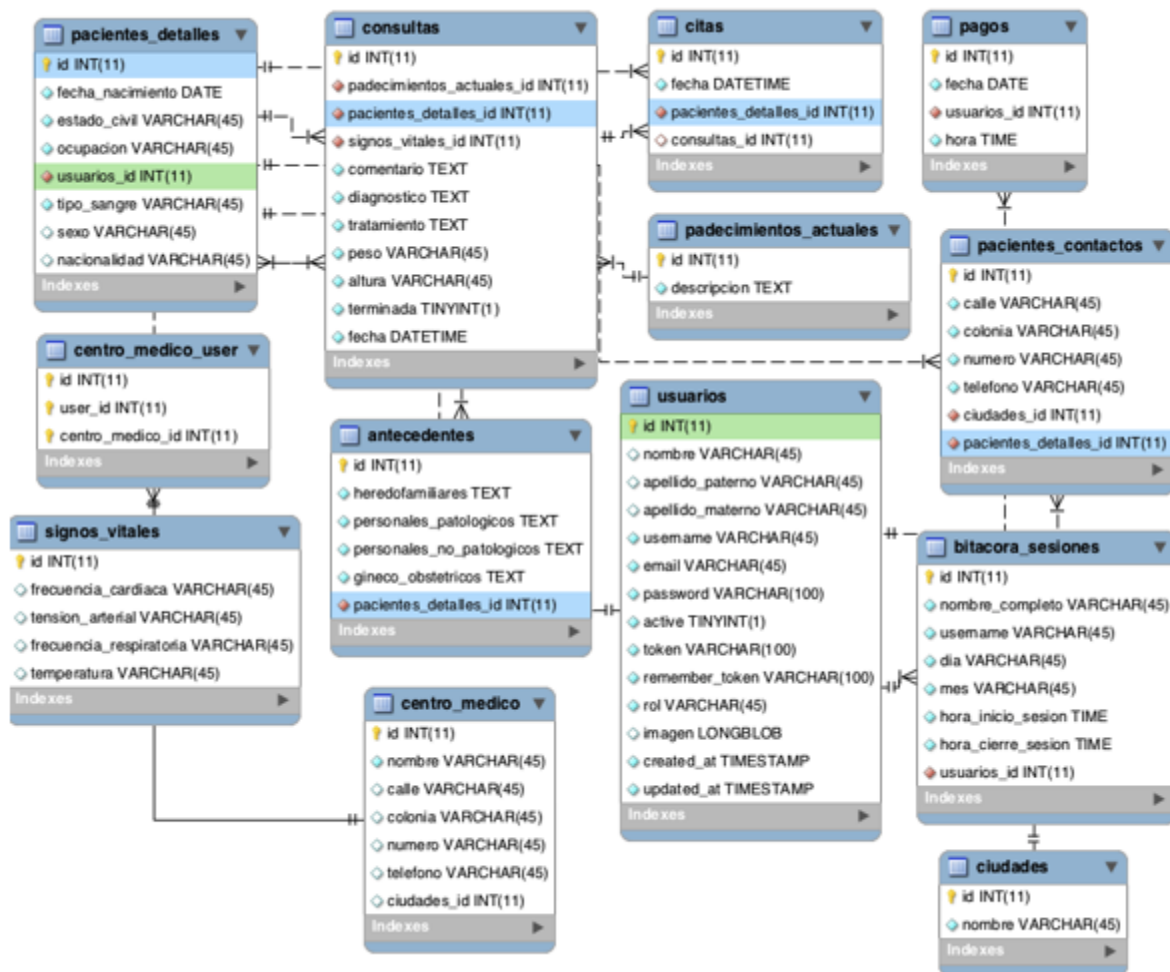 pacientes_detalles
id INT(11)
fecha_nacimiento DATE
estado_civil VARCHAR(45)
ocupacion VARCHAR(45)
usuarios_id INT(11)
tipo_sangre VARCHAR(45)
sexo VARCHAR(45)
nacionalidad VARCHAR(45)
Indexes
consultas
id INT(11)
padecimientos_actuales_id INT(11)
pacientes_detalles_id INT(11)
signos_vitales_id INT(11)
comentario TEXT
diagnostico TEXT
tratamiento TEXT
peso VARCHAR(45)
altura VARCHAR(45)
terminada TINYINT(1)
fecha DATETIME
Indexes
citas
id INT(11)
fecha DATETIME
pacientes_detalles_id INT(11)
consultas_id INT(11)
Indexes
pagos
id INT(11)
fecha DATE
usuarios_id INT(11)
hora TIME
Indexes
padecimientos_actuales
id INT(11)
descripcion TEXT
Indexes
pacientes_contactos
id INT(11)
calle VARCHAR(45)
colonia VARCHAR(45)
numero VARCHAR(45)
telefono VARCHAR(45)
ciudades_id INT(11)
pacientes_detalles_id INT(11)
Indexes
centro_medico_user
id INT(11)
user_id INT(11)
centro_medico_id INT(11)
Indexes
antecedentes
id INT(11)
heredofamiliares TEXT
personales_patologicos TEXT
personales_no_patologicos TEXT
gineco_obstetricos TEXT
pacientes_detalles_id INT(11)
Indexes
usuarios
id INT(11)
nombre VARCHAR(45)
apellido_paterno VARCHAR(45)
apellido_materno VARCHAR(45)
username VARCHAR(45)
email VARCHAR(45)
password VARCHAR(100)
active TINYINT(1)
token VARCHAR(100)
remember_token VARCHAR(100)
rol VARCHAR(45)
imagen LONGBLOB
created_at TIMESTAMP
updated_at TIMESTAMP
Indexes
signos_vitales
id INT(11)
frecuencia_cardiaca VARCHAR(45)
tension_arterial VARCHAR(45)
frecuencia_respiratoria VARCHAR(45)
temperatura VARCHAR(45)
Indexes
bitacora_sesiones
id INT(11)
nombre_completo VARCHAR(45)
username VARCHAR(45)
dia VARCHAR(45)
mes VARCHAR(45)
hora_inicio_sesion TIME
hora_cierre_sesion TIME
usuarios_id INT(11)
Indexes
centro_medico
id INT(11)
nombre VARCHAR(45)
calle VARCHAR(45)
colonia VARCHAR(45)
numero VARCHAR(45)
telefono VARCHAR(45)
ciudades_id INT(11)
Indexes
ciudades
id INT(11)
nombre VARCHAR(45)
Indexes